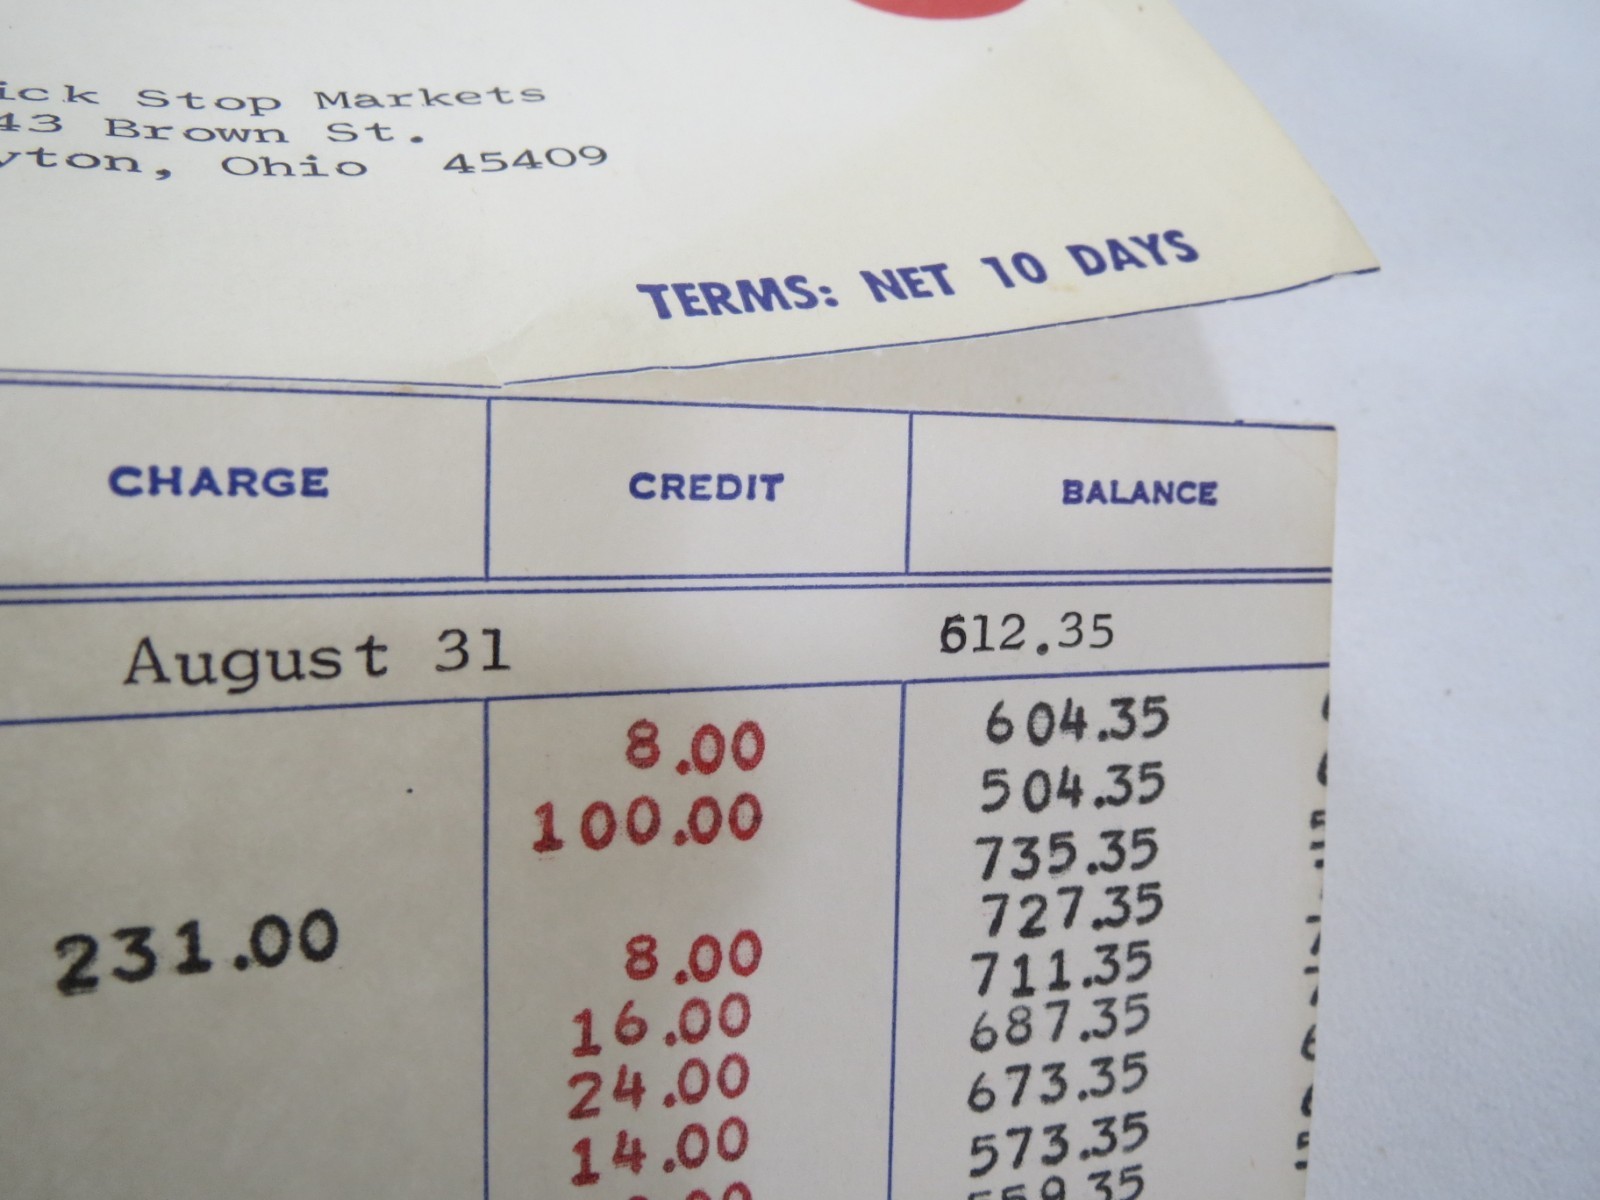 Stop Markets
43 Brown St.
Ohio 45409
TERMS: NET 10 DAYS
CHARGE CREDIT BALANCE
August 31 612.35
8.00 604.35
100.00 504.35
231.00 735.35
8.00 727.35
16.00 711.35
24.00 687.35
14.00 673.35
573.35
559.35